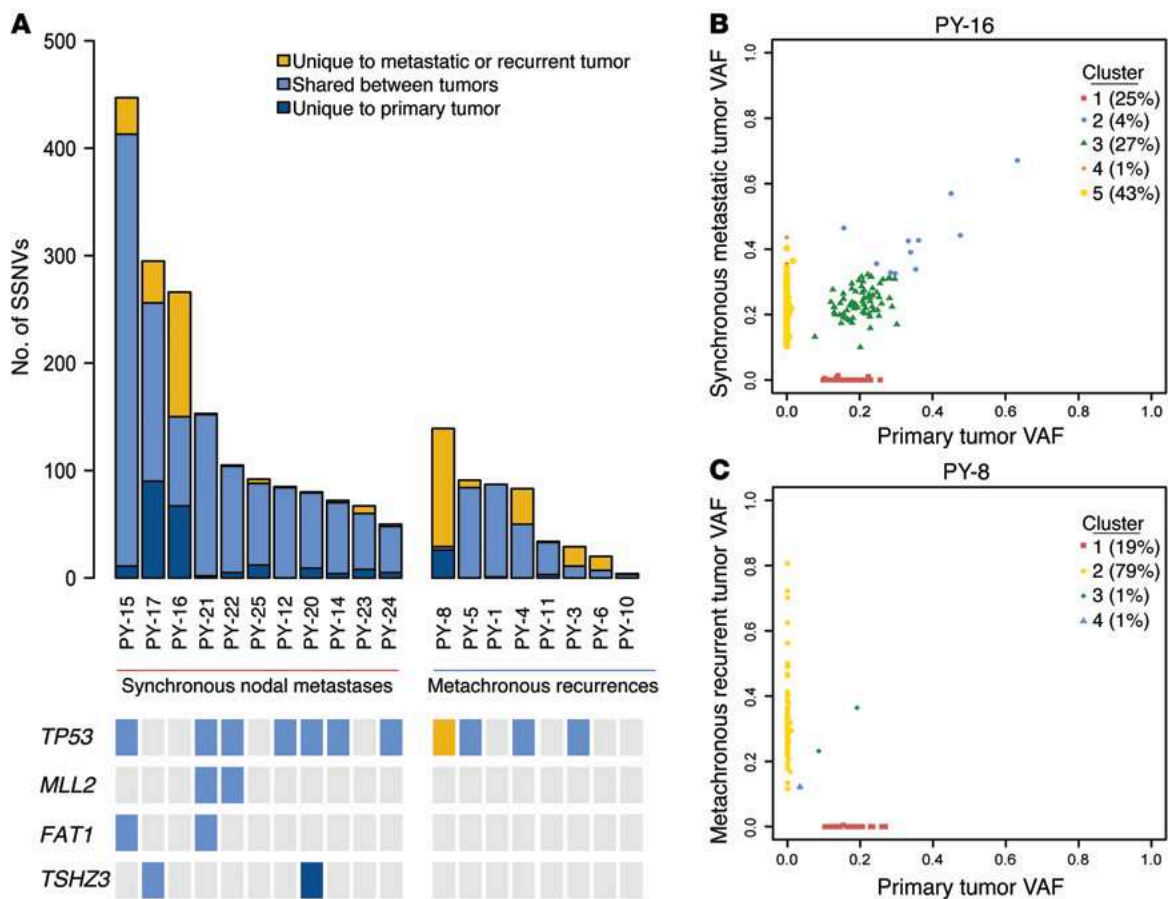 A
No. of SSNVs
500
400
300
200
100
0
Unique to metastatic or recurrent tumor
Shared between tumors
Unique to primary tumor
PY-15
PY-17
PY-16
PY-21
PY-22
PY-25
PY-12
PY-20
PY-14
PY-23
PY-24
PY-8
PY-5
PY-1
PY-4
PY-11
PY-3
PY-6
PY-10
Synchronous nodal metastases
Metachronous recurrences
TP53
MLL2
FAT1
TSHZ3
B
PY-16
Synchronous metastatic tumor VAF
1.0
0.8
0.6
0.4
0.2
0.0
Cluster
1 (25%)
2 (4%)
3 (27%)
4 (1%)
5 (43%)
0.0 0.2 0.4 0.6 0.8 1.0
Primary tumor VAF
C
PY-8
Metachronous recurrent tumor VAF
1.0
0.8
0.6
0.4
0.2
0.0
Cluster
1 (19%)
2 (79%)
3 (1%)
4 (1%)
0.0 0.2 0.4 0.6 0.8 1.0
Primary tumor VAF